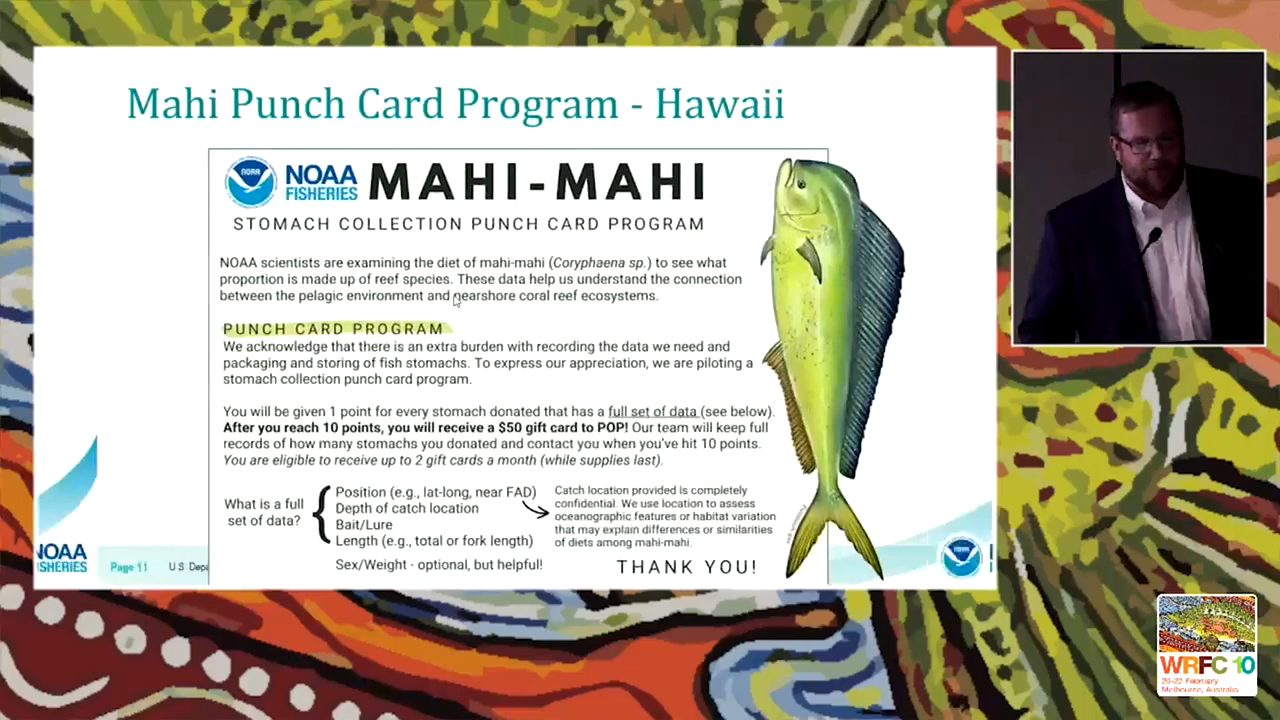 Mahi Punch Card Program - Hawaii
NOAA
NOAA
FISHERIES
MAHI-MAHI
STOMACH COLLECTION PUNCH CARD PROGRAM
NOAA scientists are examining the diet of mahi-mahi (Coryphaena sp.) to see what
proportion is made up of reef species. These data help us understand the connection
between the pelagic environment and nearshore coral reef ecosystems.
PUNCH CARD PROGRAM
We acknowledge that there is an extra burden with recording the data we need and
packaging and storing of fish stomachs. To express our appreciation, we are piloting a
stomach collection punch card program.
You will be given 1 point for every stomach donated that has a full set of data (see below).
After you reach 10 points, you will receive a $50 gift card to POP! Our team will keep full
records of how many stomachs you donated and contact you when you've hit 10 points.
You are eligible to receive up to 2 gift cards a month (while supplies last).
What is a full
set of data?
Position (e.g., lat-long, near FAD)
Depth of catch location
Bait/Lure
Length (e.g., total or fork length)
Sex/Weight - optional, but helpful!
Catch location provided is completely
confidential. We use location to assess
oceanographic features or habitat variation
that may explain differences or similarities
of diets among mahi-mahi.
THANK YOU!
NOAA
SHERIES
Page 11
U S Depa
NOAA
WRFC 10
20-22 February
Melbourne, Australia